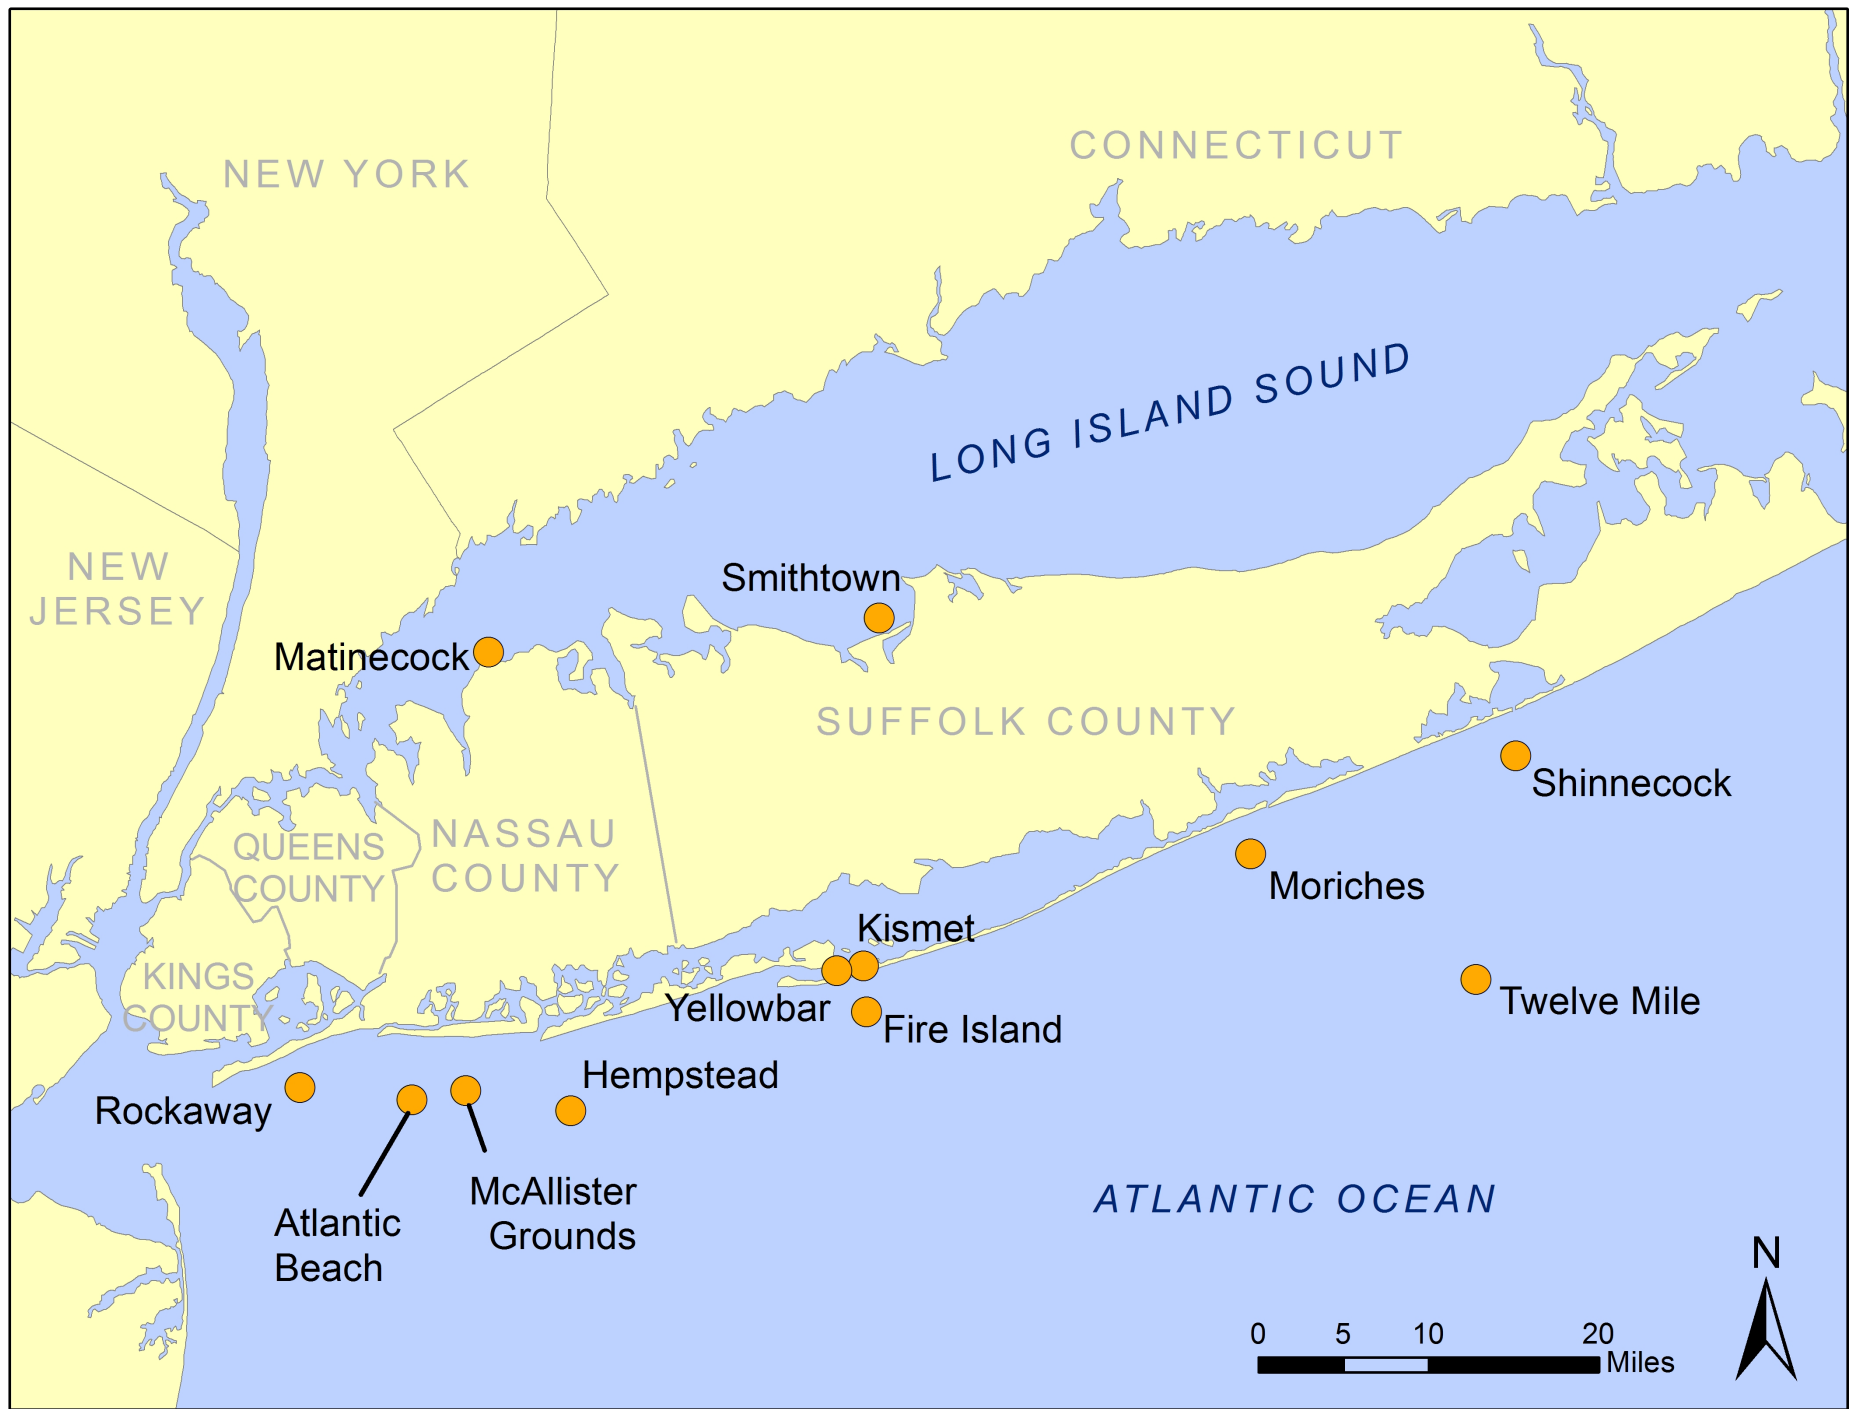 CONNECTICUT
NEW YORK
LONG ISLAND SOUND
NEW
JERSEY
Smithtown
Matinecock
SUFFOLK COUNTY
Shinnecock
QUEENS
COUNTY
NASSAU
COUNTY
Moriches
Kismet
KINGS
COUNTY
Yellowbar
Twelve Mile
Fire Island
Hempstead
Rockaway
McAllister
Grounds
Atlantic
Beach
ATLANTIC OCEAN
N
0 5 10 20
Miles